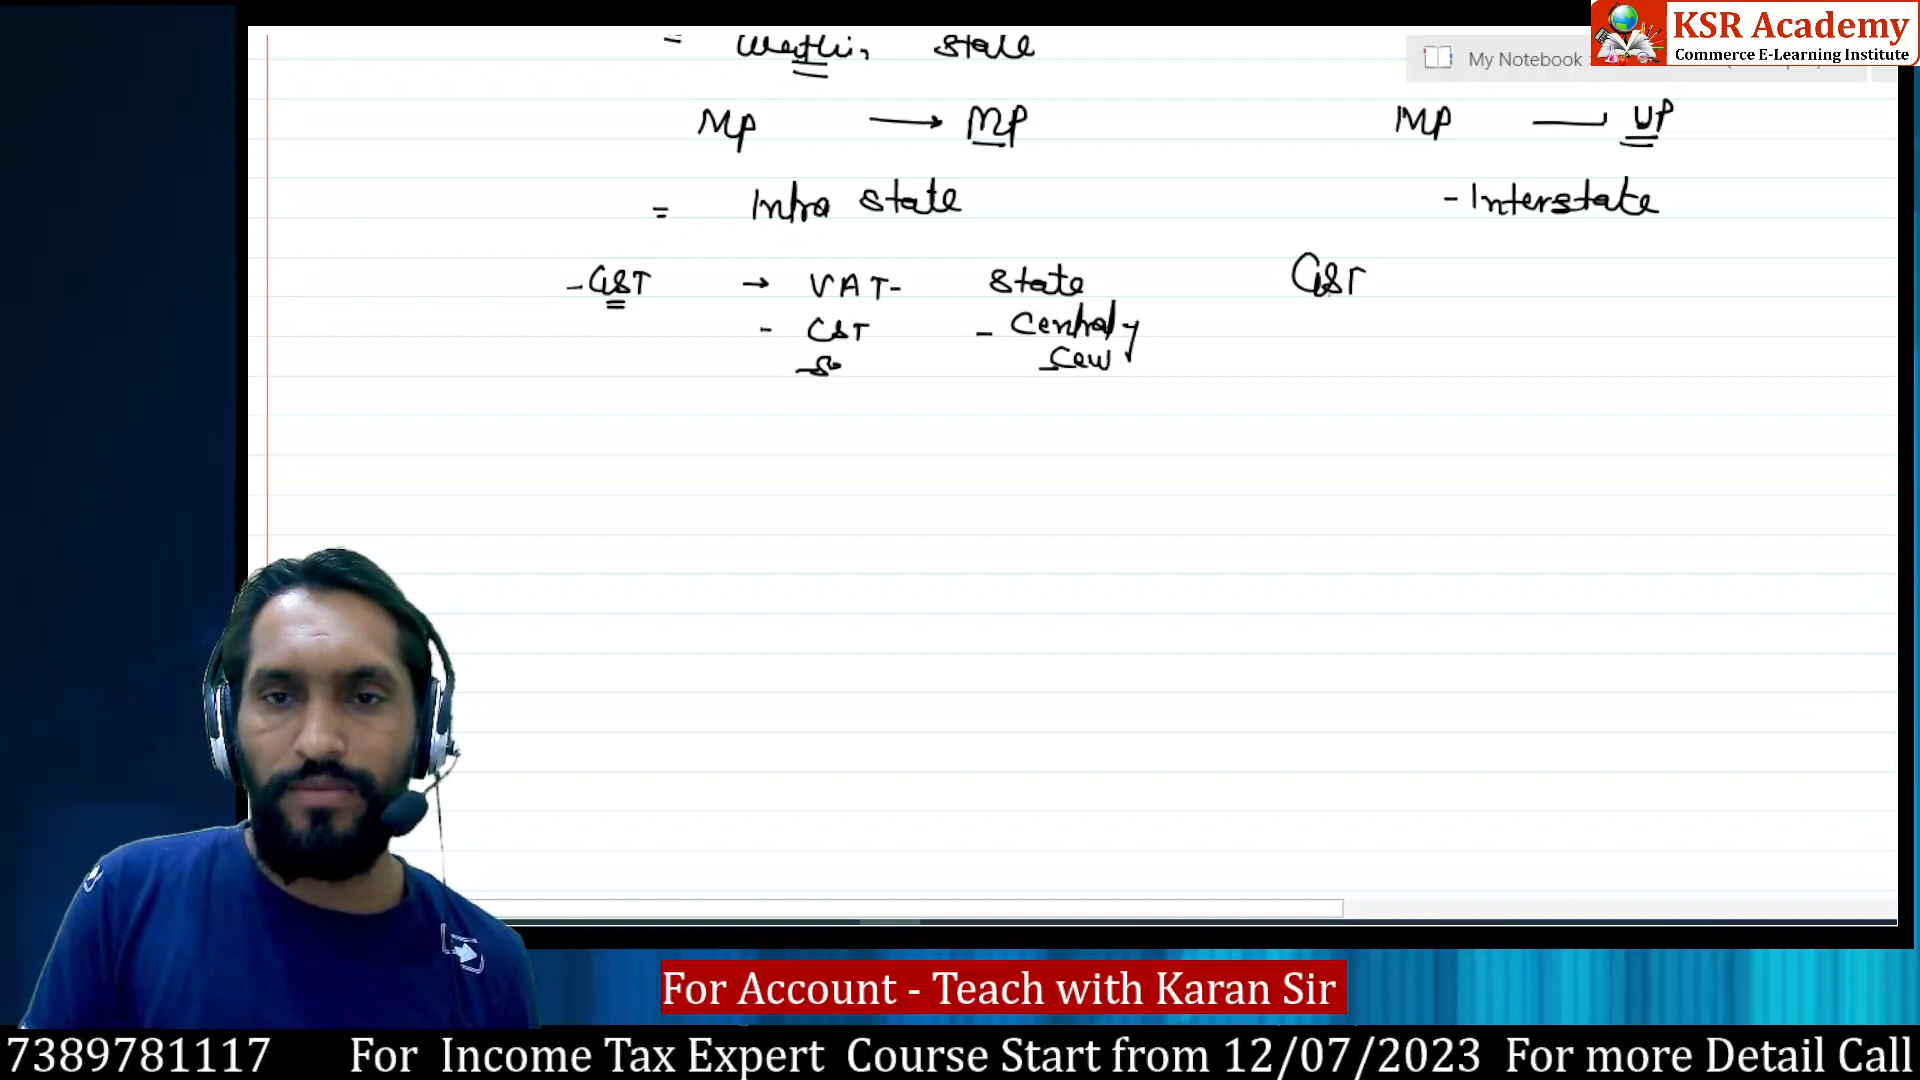 KSR Academy
Commerce E-Learning Institute
My Notebook
= state
MP → MP
MP — UP
= Intra state
- Interstate
- GST → VAT - State
GST
- CST - Central
For Account - Teach with Karan Sir
7389781117 For Income Tax Expert Course Start from 12/07/2023 For more Detail Call